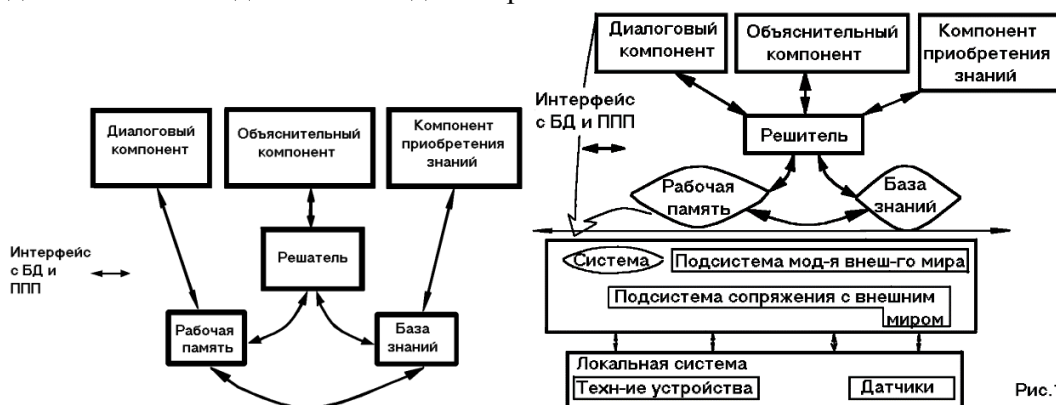 Диалоговый
компонент
Объяснительный
компонент
Компонент
приобретения
знаний
Решатель
Интерфейс
с БД и
ППП
Рабочая
память
База
знаний
Диалоговый
компонент
Объяснительный
компонент
Компонент
приобретения
знаний
Интерфейс
с БД и ППП
Решитель
Рабочая
память
База
знаний
Система
Подсистема мод-я внеш-го мира
Подсистема сопряжения с внешним
миром
Локальная система
Техн-ие устройства
Датчики
Рис.